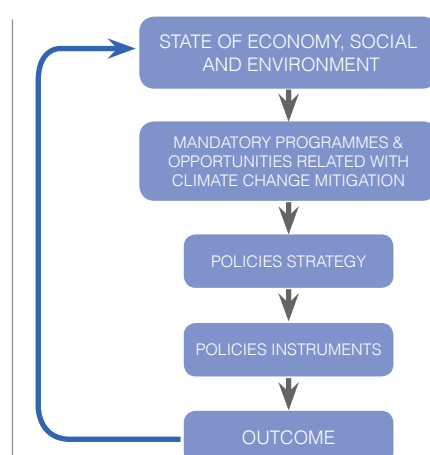 STATE OF ECONOMY, SOCIAL
AND ENVIRONMENT
MANDATORY PROGRAMMES &
OPPORTUNITIES RELATED WITH
CLIMATE CHANGE MITIGATION
POLICIES STRATEGY
POLICIES INSTRUMENTS
OUTCOME